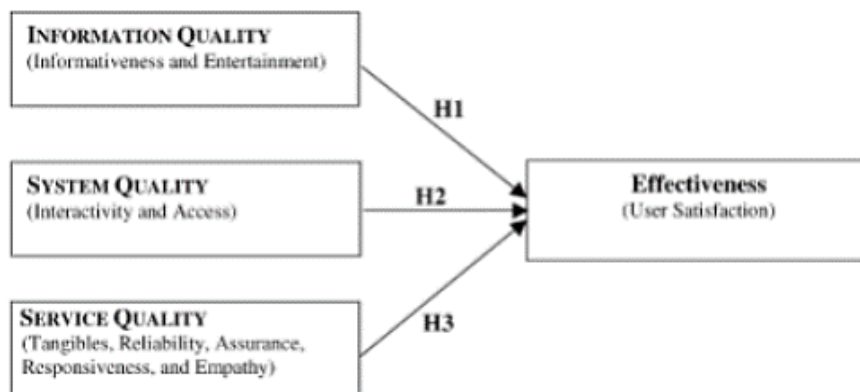 INFORMATION QUALITY
(Informativeness and Entertainment)
H1
SYSTEM QUALITY
(Interactivity and Access)
H2
Effectiveness
(User Satisfaction)
SERVICE QUALITY
(Tangibles, Reliability, Assurance,
Responsiveness, and Empathy)
H3